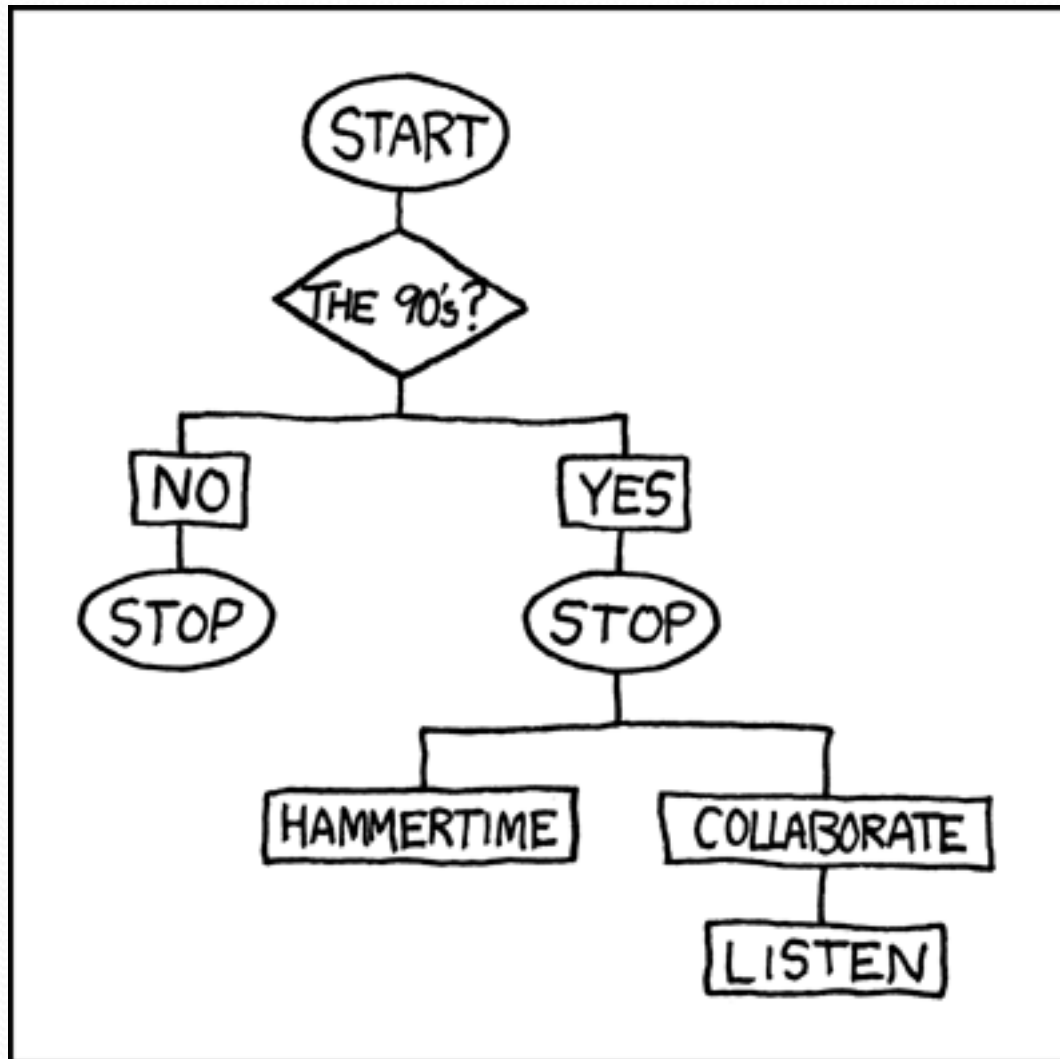 START
THE 90's?
NO
YES
STOP
STOP
HAMMERTIME
COLLABORATE
LISTEN